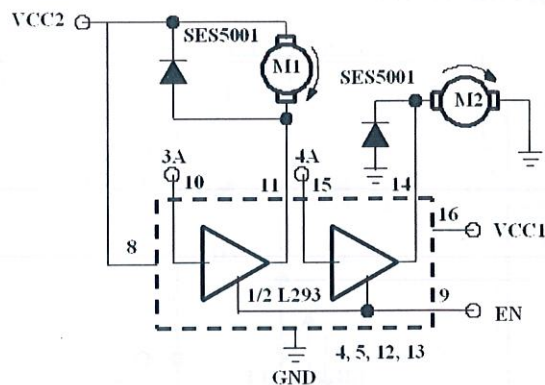 VCC2
SES5001
M1
SES5001
M2
3A
4A
10
11
15
14
16
VCC1
8
1/2 L293
9
EN
4, 5, 12, 13
GND